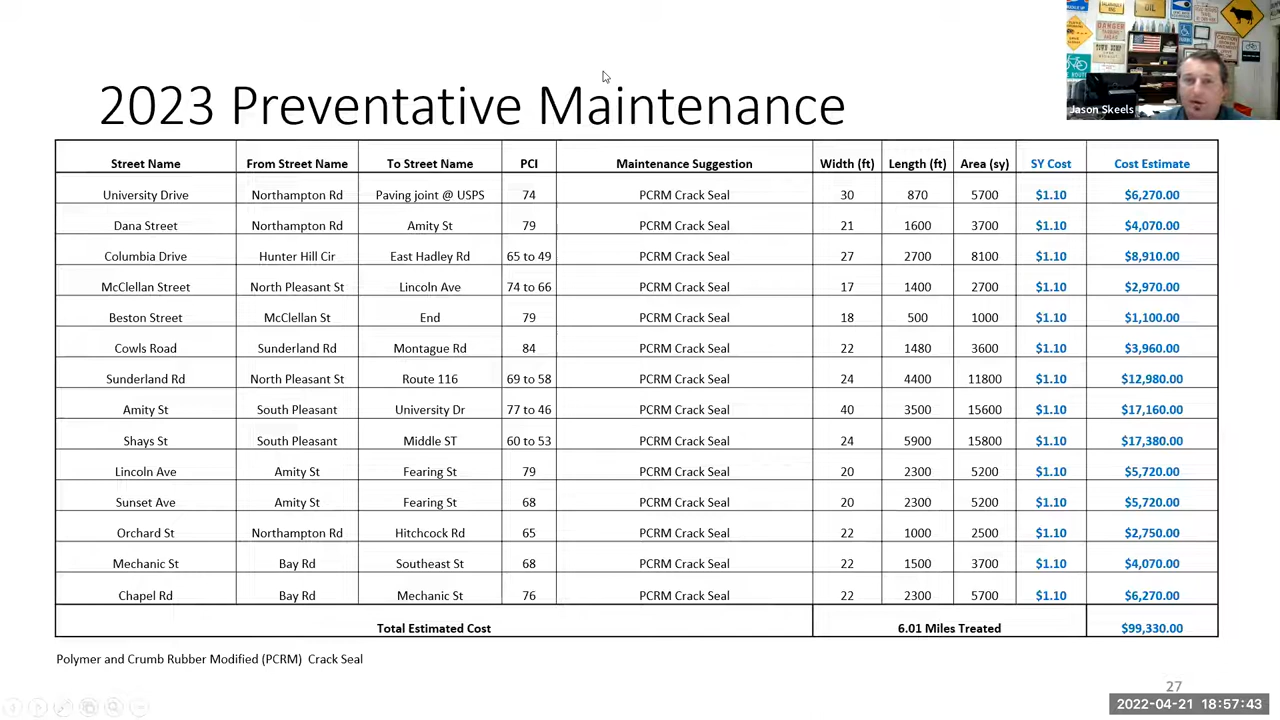 OIL
DANGER
TOWN DUMP
CAUTION
ROUTE
Jason Skeels
2023 Preventative Maintenance
Street Name From Street Name To Street Name PCI Maintenance Suggestion Width (ft) Length (ft) Area (sy) SY Cost Cost Estimate
University Drive Northampton Rd Paving joint @ USPS 74 PCRM Crack Seal 30 870 5700 $1.10 $6,270.00
Dana Street Northampton Rd Amity St 79 PCRM Crack Seal 21 1600 3700 $1.10 $4,070.00
Columbia Drive Hunter Hill Cir East Hadley Rd 65 to 49 PCRM Crack Seal 27 2700 8100 $1.10 $8,910.00
McClellan Street North Pleasant St Lincoln Ave 74 to 66 PCRM Crack Seal 17 1400 2700 $1.10 $2,970.00
Beston Street McClellan St End 79 PCRM Crack Seal 18 500 1000 $1.10 $1,100.00
Cowls Road Sunderland Rd Montague Rd 84 PCRM Crack Seal 22 1480 3600 $1.10 $3,960.00
Sunderland Rd North Pleasant St Route 116 69 to 58 PCRM Crack Seal 24 4400 11800 $1.10 $12,980.00
Amity St South Pleasant University Dr 77 to 46 PCRM Crack Seal 40 3500 15600 $1.10 $17,160.00
Shays St South Pleasant Middle ST 60 to 53 PCRM Crack Seal 24 5900 15800 $1.10 $17,380.00
Lincoln Ave Amity St Fearing St 79 PCRM Crack Seal 20 2300 5200 $1.10 $5,720.00
Sunset Ave Amity St Fearing St 68 PCRM Crack Seal 20 2300 5200 $1.10 $5,720.00
Orchard St Northampton Rd Hitchcock Rd 65 PCRM Crack Seal 22 1000 2500 $1.10 $2,750.00
Mechanic St Bay Rd Southeast St 68 PCRM Crack Seal 22 1500 3700 $1.10 $4,070.00
Chapel Rd Bay Rd Mechanic St 76 PCRM Crack Seal 22 2300 5700 $1.10 $6,270.00
Total Estimated Cost 6.01 Miles Treated $99,330.00
Polymer and Crumb Rubber Modified (PCRM) Crack Seal
27
2022-04-21 18:57:43